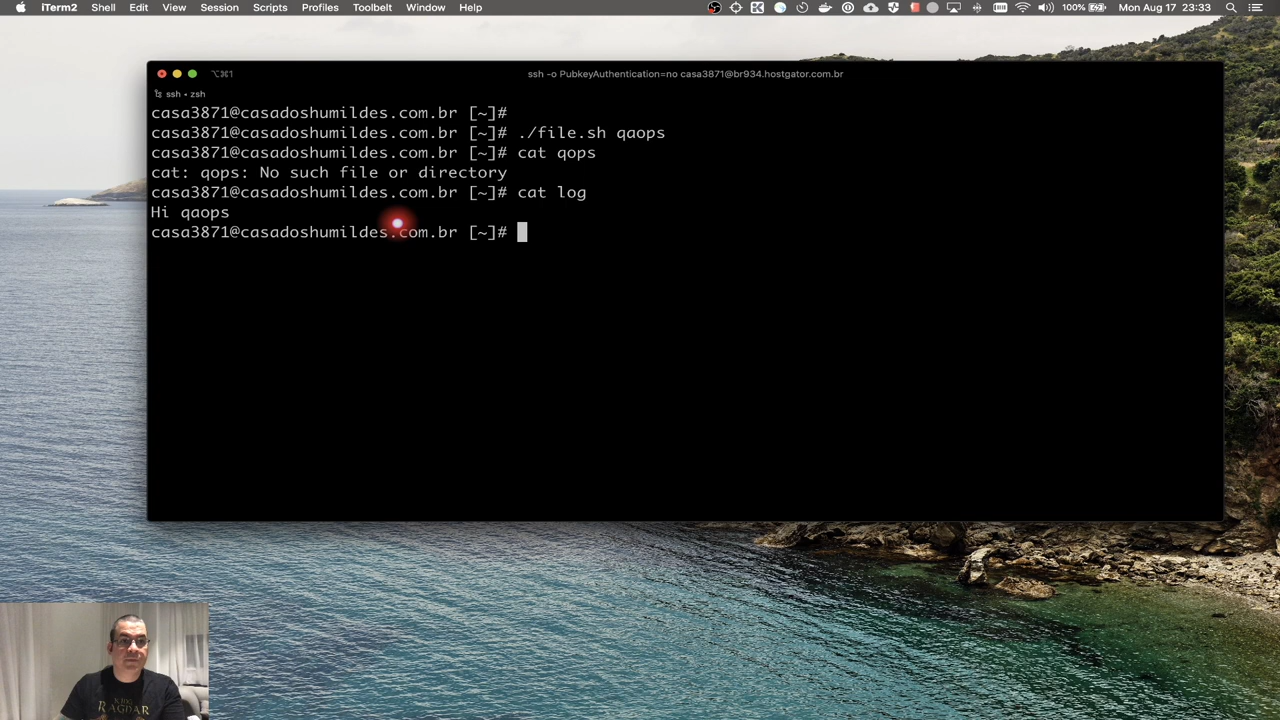 iTerm2 Shell Edit View Session Scripts Profiles Toolbelt Window Help 100% Mon Aug 17 23:33
⌥⌘1 ssh -o PubkeyAuthentication=no casa3871@br934.hostgator.com.br
ssh • zsh
casa3871@casadoshumildes.com.br [~]#
casa3871@casadoshumildes.com.br [~]# ./file.sh qaops
casa3871@casadoshumildes.com.br [~]# cat qops
cat: qops: No such file or directory
casa3871@casadoshumildes.com.br [~]# cat log
Hi qaops
casa3871@casadoshumildes.com.br [~]#
KING
RAGNAR